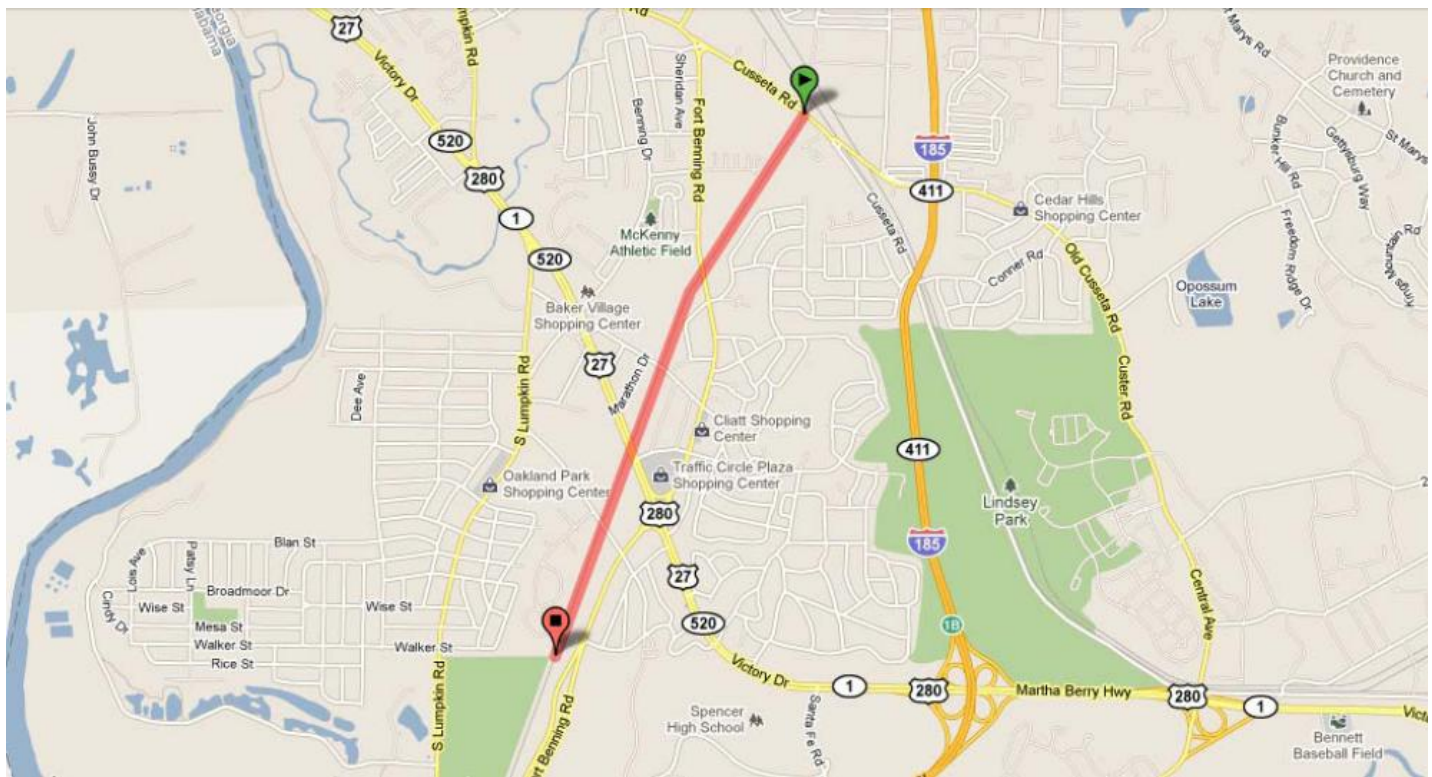 Georgia
Alabama
27
Victory Dr
Rd
Cusseta Rd
Sheridan Ave
Benning Dr
Fort Benning Rd
185
St Marys Rd
Providence
Church and
Cemetery
St Marys
Gettysburg Way
Bunker Hill Rd
Freedom Ridge Dr
Kings Mountain Rd
John Bussy Dr
520
280
1
520
411
Cusseta Rd
Cedar Hills
Shopping Center
Old Cusseta Rd
Conner Rd
McKenny
Athletic Field
Opossum
Lake
Baker Village
Shopping Center
27
Marathon Dr
S Lumpkin Rd
Dee Ave
Custer Rd
Cliatt Shopping
Center
411
Traffic Circle Plaza
Shopping Center
Oakland Park
Shopping Center
280
Lindsey
Park
185
Blan St
Lois Ave
Patsy Ln
Broadmoor Dr
Cindy Dr
Wise St
Wise St
Mesa St
Walker St
Walker St
Rice St
27
520
1B
Central Ave
Victory Dr
S Lumpkin Rd
1
280
Martha Berry Hwy
280
1
Spencer
High School
Santa Fe Rd
Bennett
Baseball Field